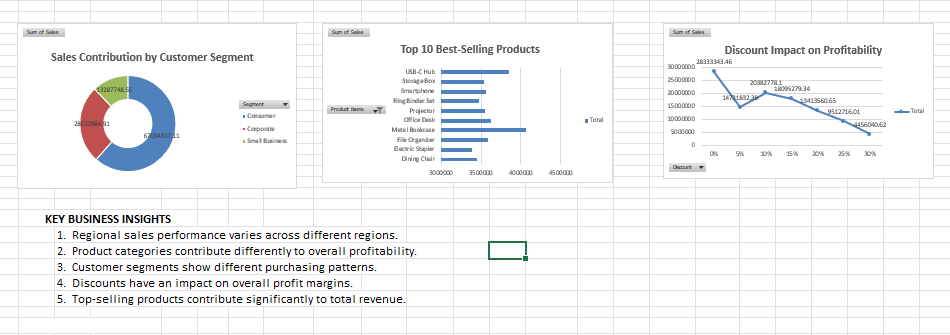 Sum of Sales
Sales Contribution by Customer Segment
13287748.55
67004617.11
Segment
Consumer
Corporate
Small Business
Sum of Sales
Top 10 Best-Selling Products
Product Name
USB-C Hub
Storage Box
Smartphone
Ring Binder Set
Projector
Office Desk
Metal Bookcase
File Organizer
Electric Stapler
Dining Chair
3000000 3500000 4000000 4500000
Total
Sum of Sales
Discount Impact on Profitability
28333343.46
20382778.1
18095279.34
13413560.65
9512716.01
4456040.62
30000000
25000000
20000000
15000000
10000000
5000000
0
0% 5% 10% 15% 20% 25% 30%
Total
Discount
KEY BUSINESS INSIGHTS
1. Regional sales performance varies across different regions.
2. Product categories contribute differently to overall profitability.
3. Customer segments show different purchasing patterns.
4. Discounts have an impact on overall profit margins.
5. Top-selling products contribute significantly to total revenue.